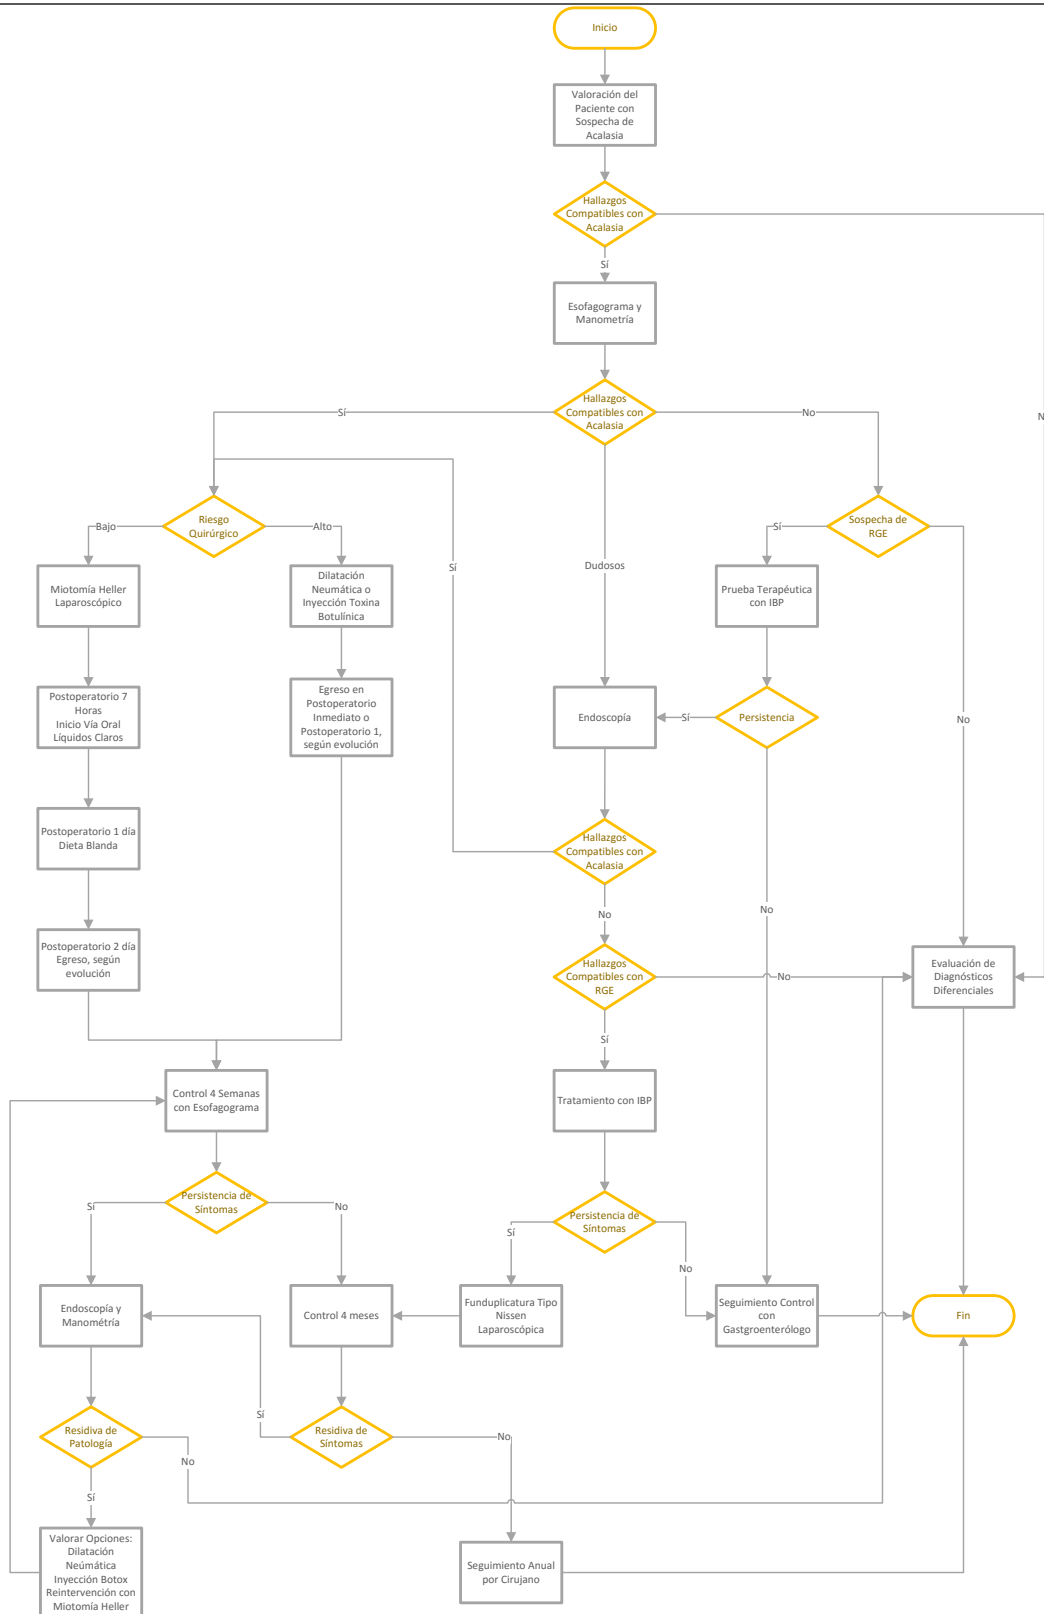 Inicio
Valoración del
Paciente con
Sospecha de
Acalasia
Hallazgos
Compatibles con
Acalasia
Sí
Esofagograma y
Manometría
Hallazgos
Compatibles con
Acalasia
Sí
No
N
Riesgo
Quirúrgico
Bajo
Alto
Sospecha de
RGE
Sí
Miotomía Heller
Laparoscópico
Dilatación
Neumática o
Inyección Toxina
Botulínica
Sí
Dudosos
Prueba Terapéutica
con IBP
Postoperatorio 7
Horas
Inicio Vía Oral
Líquidos Claros
Egreso en
Postoperatorio
Inmediato o
Postoperatorio 1,
según evolución
Endoscopía
Sí
Persistencia
No
Postoperatorio 1 día
Dieta Blanda
Hallazgos
Compatibles con
Acalasia
No
No
Postoperatorio 2 día
Egreso, según
evolución
Hallazgos
Compatibles con
RGE
No
Evaluación de
Diagnósticos
Diferenciales
Sí
Control 4 Semanas
con Esofagograma
Tratamiento con IBP
Persistencia de
Síntomas
Sí
No
Persistencia de
Síntomas
Sí
No
Endoscopía y
Manométría
Control 4 meses
Funduplicatura Tipo
Nissen
Laparoscópica
Seguimiento Control
con
Gastroenterólogo
Fin
Residiva de
Patología
Sí
No
Residiva de
Síntomas
Sí
No
Valorar Opciones:
Dilatación
Neúmática
Inyección Botox
Reintervención con
Miotomía Heller
Seguimiento Anual
por Cirujano